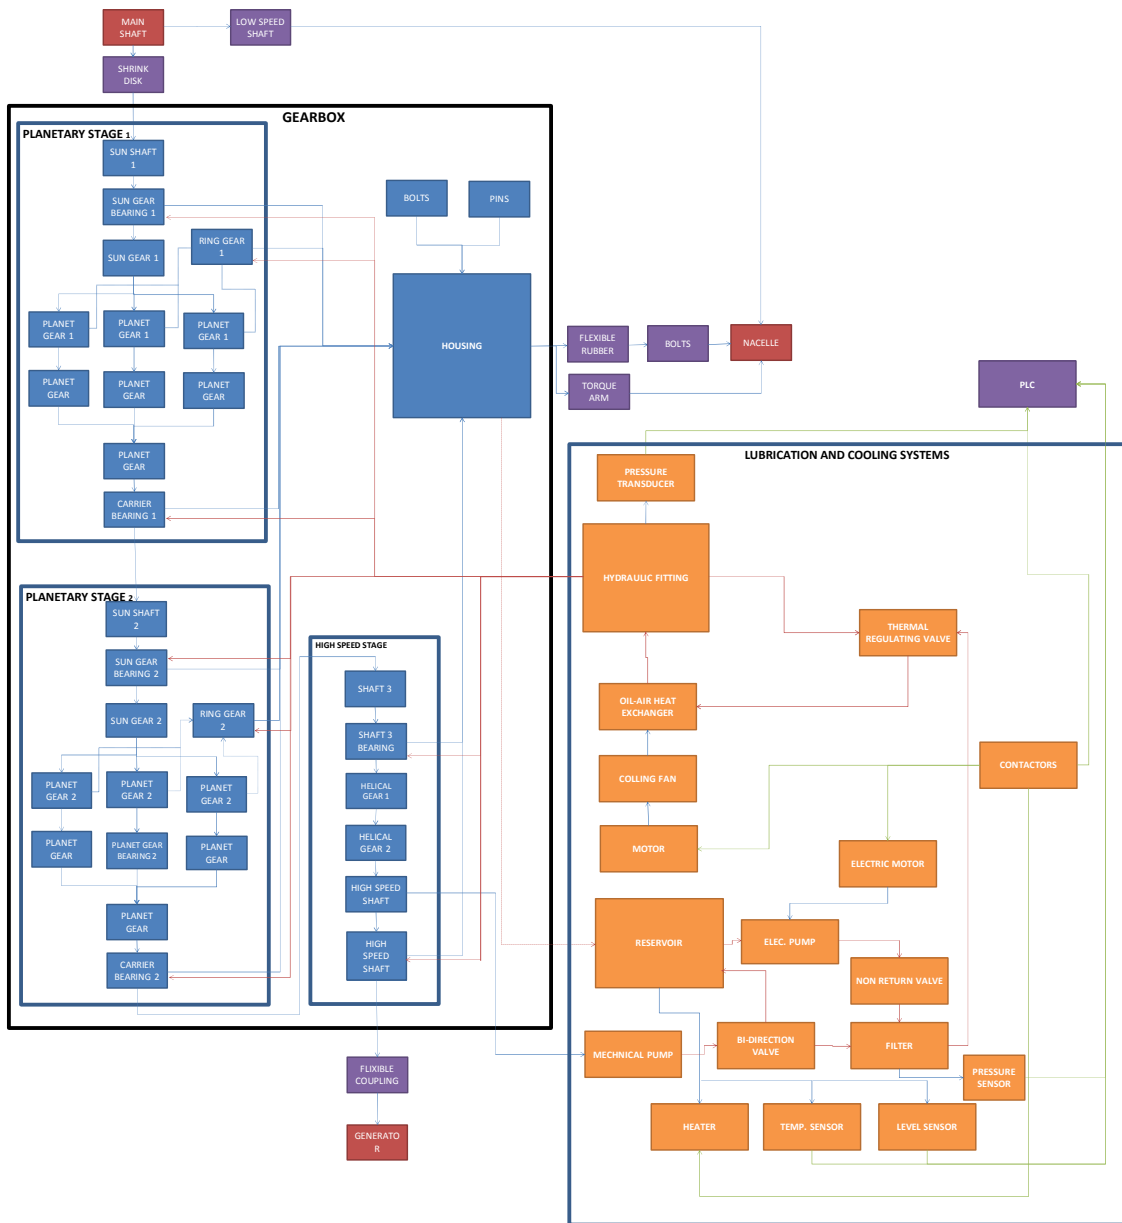 MAIN
SHAFT
LOW SPEED
SHAFT
SHRINK
DISK
GEARBOX
PLANETARY STAGE 1
SUN SHAFT
1
SUN GEAR
BEARING 1
SUN GEAR 1
RING GEAR
1
PLANET
GEAR 1
PLANET
GEAR 1
PLANET
GEAR 1
PLANET
GEAR
PLANET
GEAR
PLANET
GEAR
PLANET
GEAR
CARRIER
BEARING 1
BOLTS
PINS
HOUSING
FLEXIBLE
RUBBER
BOLTS
NACELLE
TORQUE
ARM
PLC
PLANETARY STAGE 2
SUN SHAFT
2
SUN GEAR
BEARING 2
SUN GEAR 2
RING GEAR
2
PLANET
GEAR 2
PLANET
GEAR 2
PLANET
GEAR 2
PLANET
GEAR
PLANET GEAR
BEARING 2
PLANET
GEAR
PLANET
GEAR
CARRIER
BEARING 2
HIGH SPEED STAGE
SHAFT 3
SHAFT 3
BEARING
HELICAL
GEAR 1
HELICAL
GEAR 2
HIGH SPEED
SHAFT
HIGH
SPEED
SHAFT
FLIXIBLE
COUPLING
GENERATO
R
LUBRICATION AND COOLING SYSTEMS
PRESSURE
TRANSDUCER
HYDRAULIC FITTING
THERMAL
REGULATING VALVE
OIL-AIR HEAT
EXCHANGER
COLLING FAN
CONTACTORS
MOTOR
ELECTRIC MOTOR
RESERVOIR
ELEC. PUMP
NON RETURN VALVE
MECHNICAL PUMP
BI-DIRECTION
VALVE
FILTER
PRESSURE
SENSOR
HEATER
TEMP. SENSOR
LEVEL SENSOR